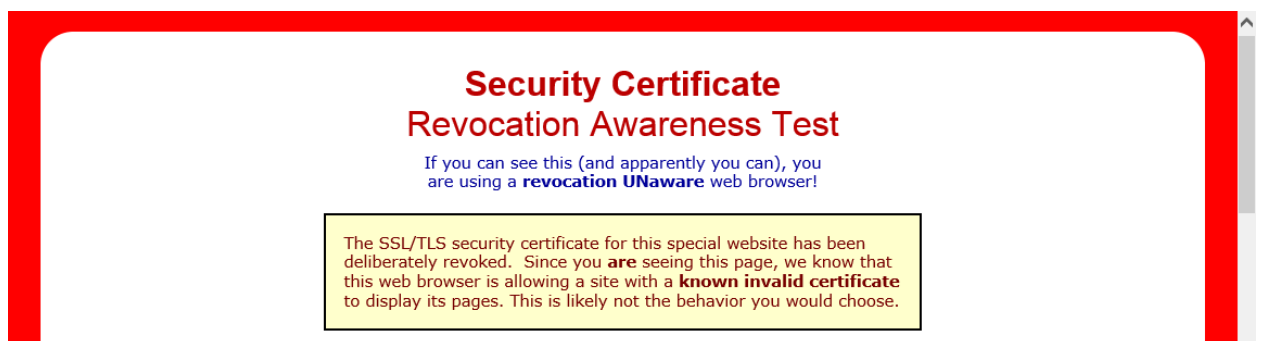 Security Certificate
Revocation Awareness Test
If you can see this (and apparently you can), you
are using a revocation UNaware web browser!
The SSL/TLS security certificate for this special website has been
deliberately revoked.  Since you are seeing this page, we know that
this web browser is allowing a site with a known invalid certificate
to display its pages. This is likely not the behavior you would choose.